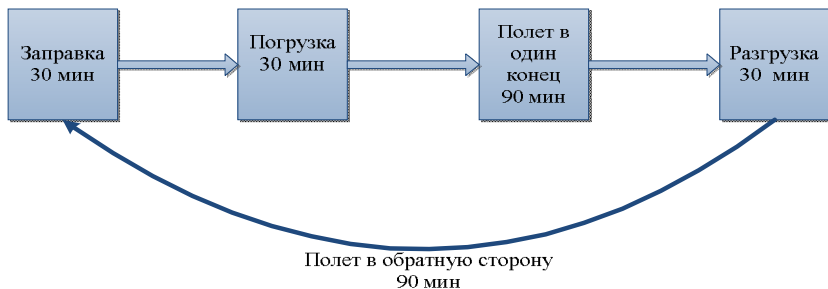 Заправка
30 мин
Погрузка
30 мин
Полет в
один
конец
90 мин
Разгрузка
30 мин
Полет в обратную сторону
90 мин